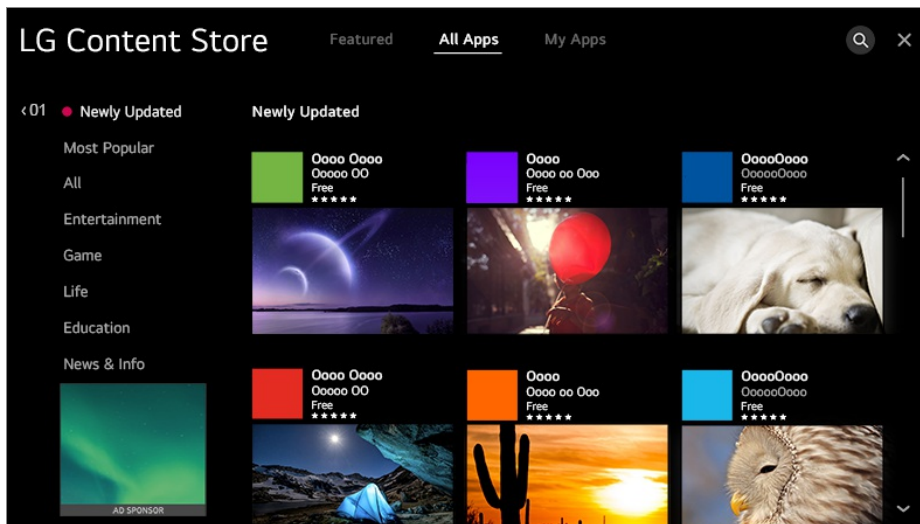 LG Content Store
Featured
All Apps
My Apps
01
Newly Updated
Most Popular
All
Entertainment
Game
Life
Education
News & Info
AD SPONSOR
Newly Updated
Oooo Oooo
Ooooo OO
Free
Oooo
Oooo oo Ooo
Free
OoooOooo
OooooOooo
Free
Oooo Oooo
Ooooo OO
Free
Oooo
Oooo oo Ooo
Free
OoooOooo
OooooOooo
Free